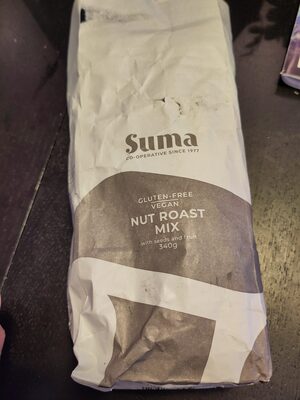 Suma
CO-OPERATIVE SINCE 1977
GLUTEN-FREE
VEGAN
NUT ROAST
MIX
with seeds and fruit
340g